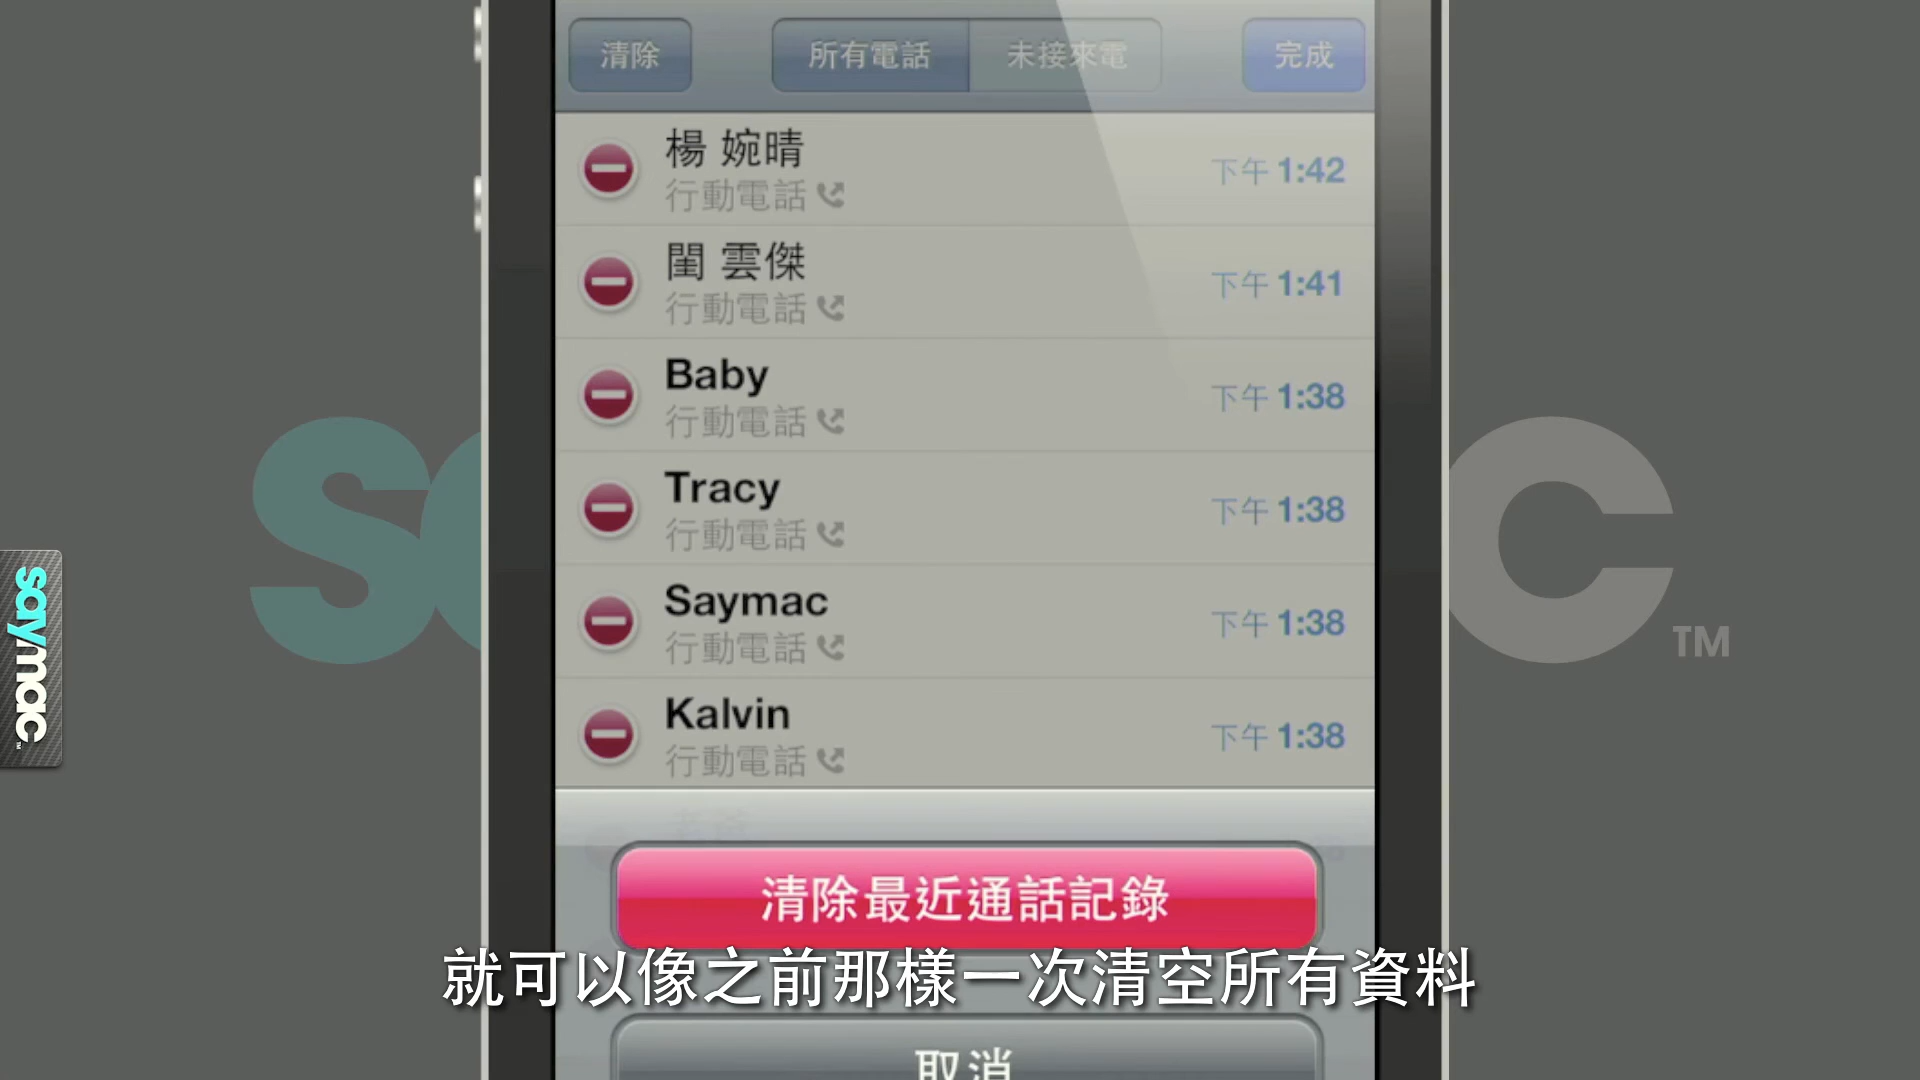 清除 所有電話 未接來電 完成
楊 婉晴
行動電話
下午 1:42
閨 雲傑
行動電話
下午 1:41
Baby
行動電話
下午 1:38
Tracy
行動電話
下午 1:38
Saymac
行動電話
下午 1:38
Kalvin
行動電話
下午 1:38
清除最近通話記錄
就可以像之前那樣一次清空所有資料
取消
saymac
C
TM